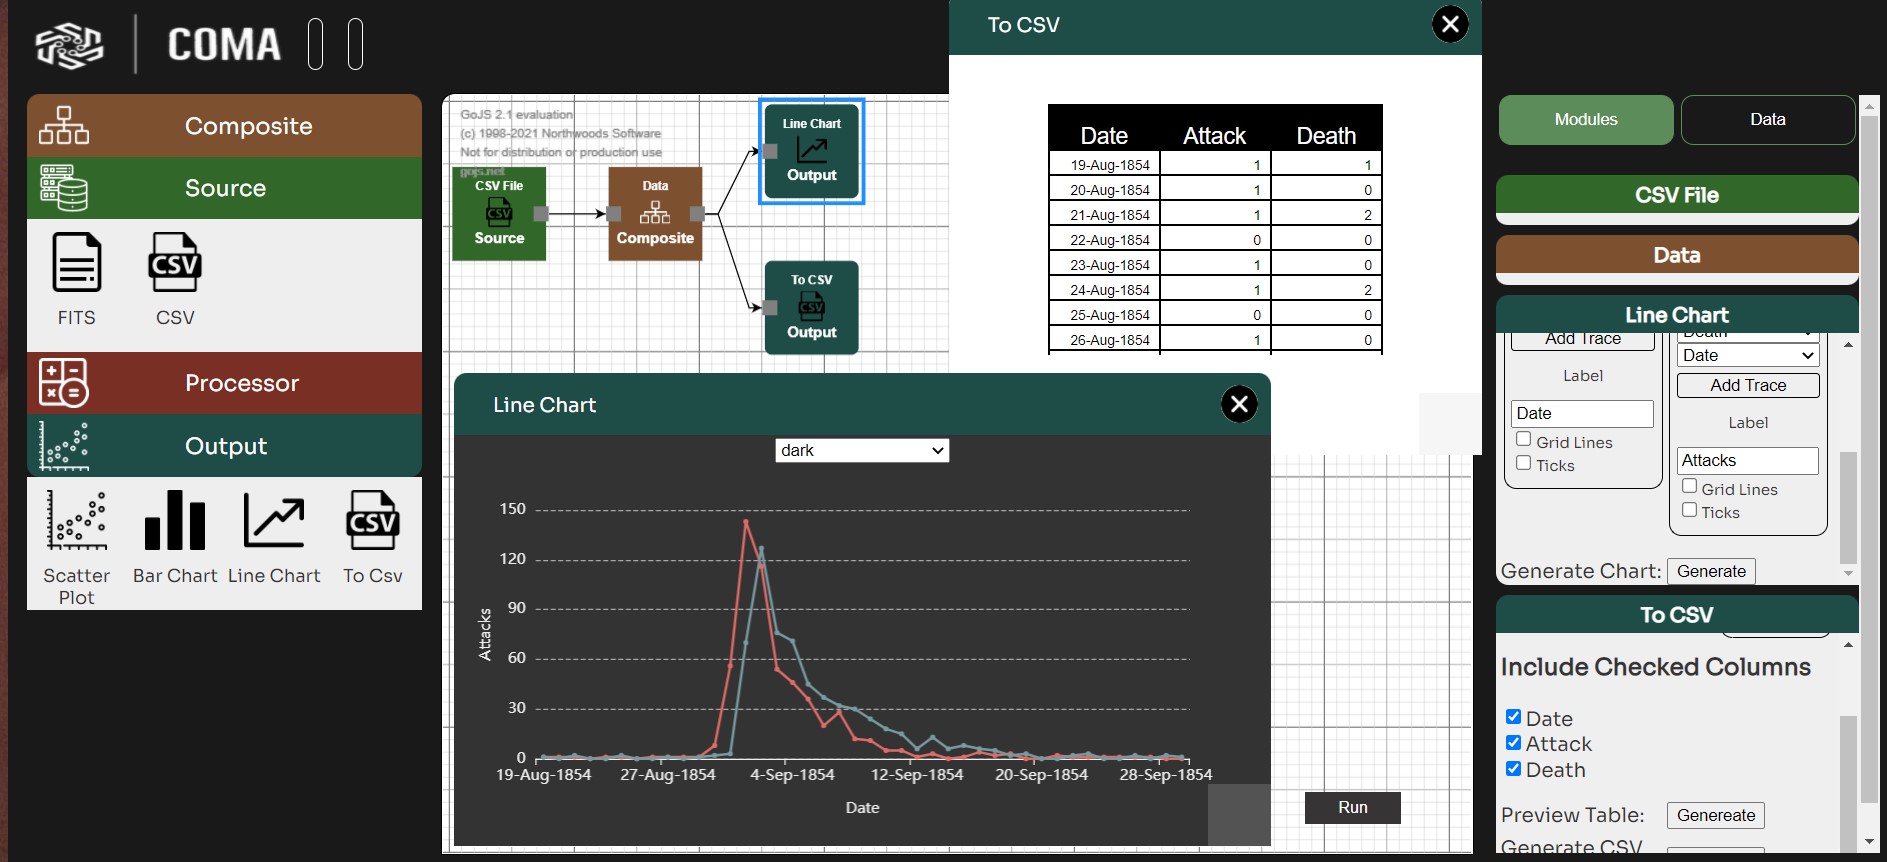 COMA
Composite
Source
FITS
CSV
CSV
Processor
Output
CSV
Scatter
Plot
Bar Chart
Line Chart
To Csv
GoJS 2.1 evaluation
(c) 1998-2021 Northwoods Software
Not for distribution or production use
gojs.net
CSV File
CSV
Source
Data
Composite
Line Chart
Output
To CSV
CSV
Output
To CSV
Date Attack Death
19-Aug-1854 1 1
20-Aug-1854 1 0
21-Aug-1854 1 2
22-Aug-1854 0 0
23-Aug-1854 1 0
24-Aug-1854 1 2
25-Aug-1854 0 0
26-Aug-1854 1 0
Line Chart
dark
150
120
90
60
30
0
Attacks
19-Aug-1854 27-Aug-1854 4-Sep-1854 12-Sep-1854 20-Sep-1854 28-Sep-1854
Date
Run
Modules
Data
CSV File
Data
Line Chart
Add Trace
Label
Date
Grid Lines
Ticks
Death
Date
Add Trace
Label
Attacks
Grid Lines
Ticks
Generate Chart: Generate
To CSV
Include Checked Columns
Date
Attack
Death
Preview Table: Genereate
Generate CSV